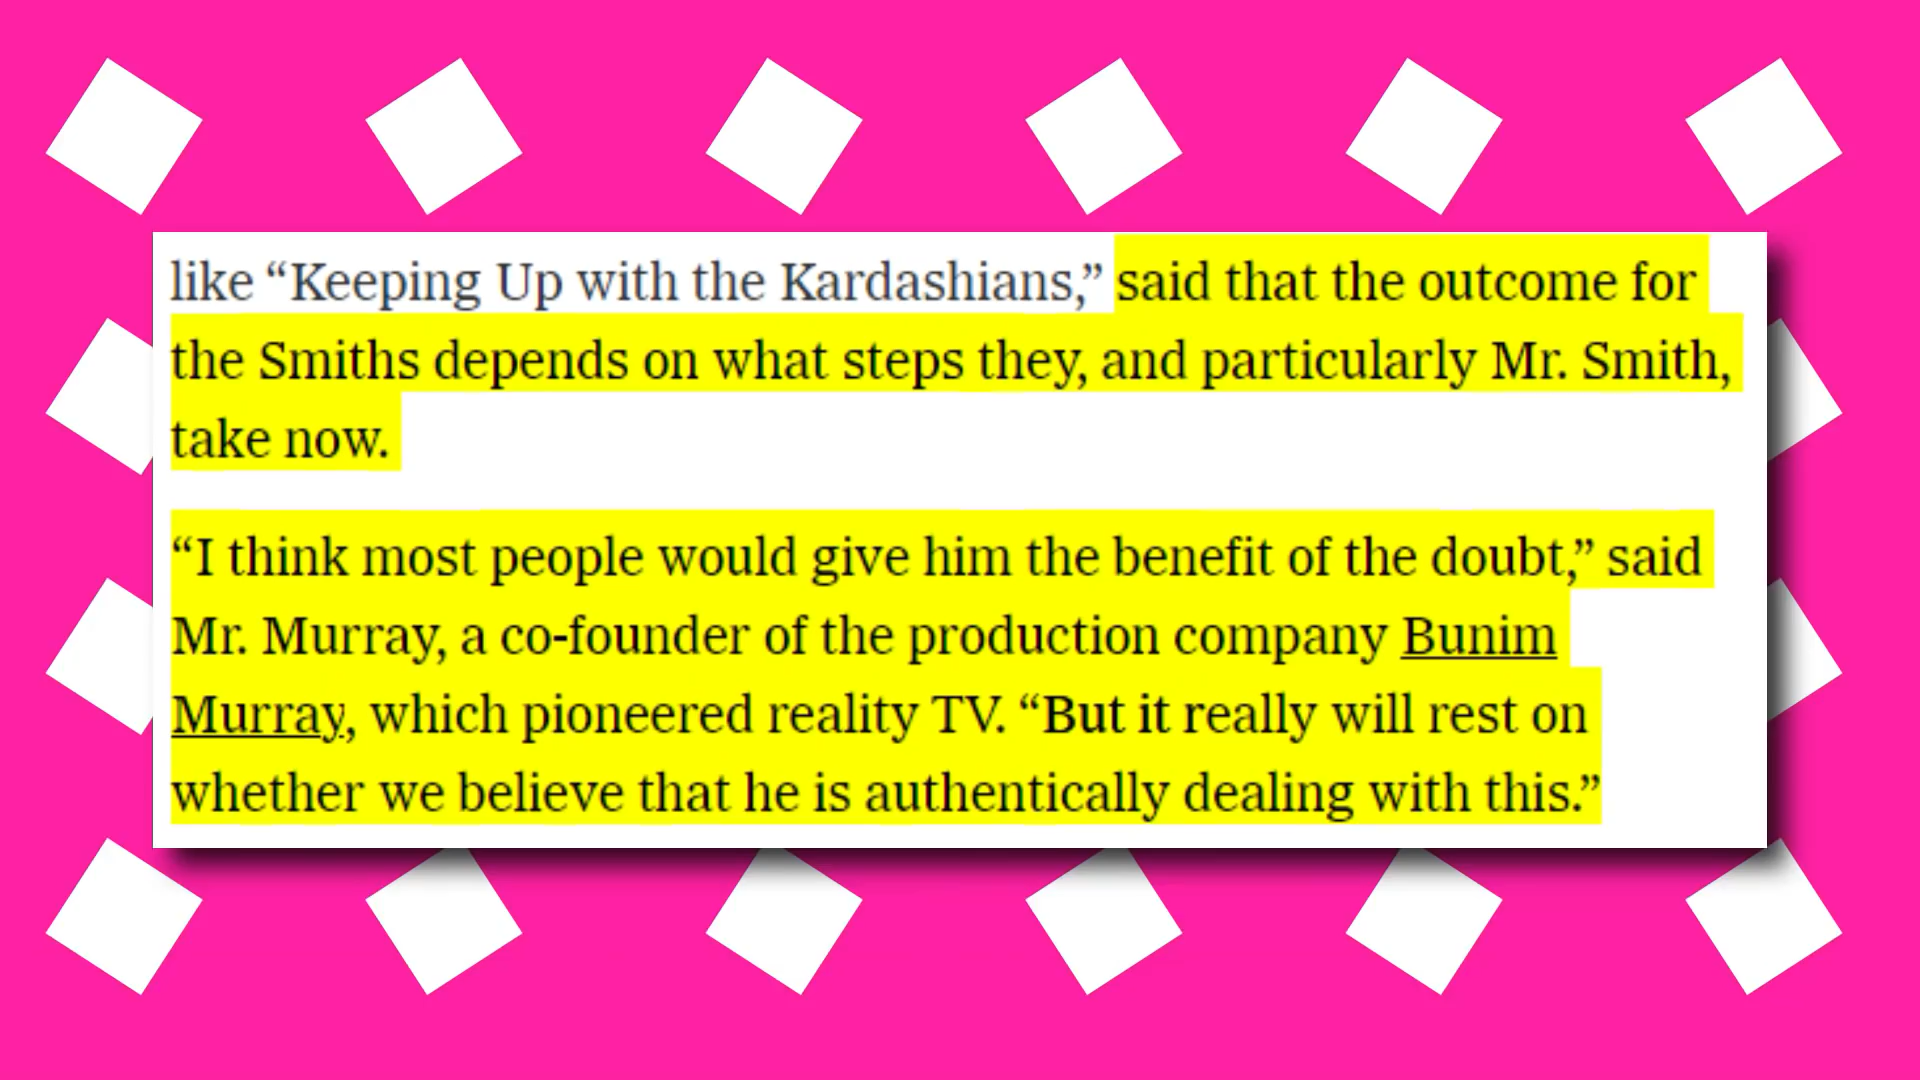 like “Keeping Up with the Kardashians,” said that the outcome for
the Smiths depends on what steps they, and particularly Mr. Smith,
take now.
“I think most people would give him the benefit of the doubt,” said
Mr. Murray, a co-founder of the production company Bunim
Murray, which pioneered reality TV. “But it really will rest on
whether we believe that he is authentically dealing with this.”